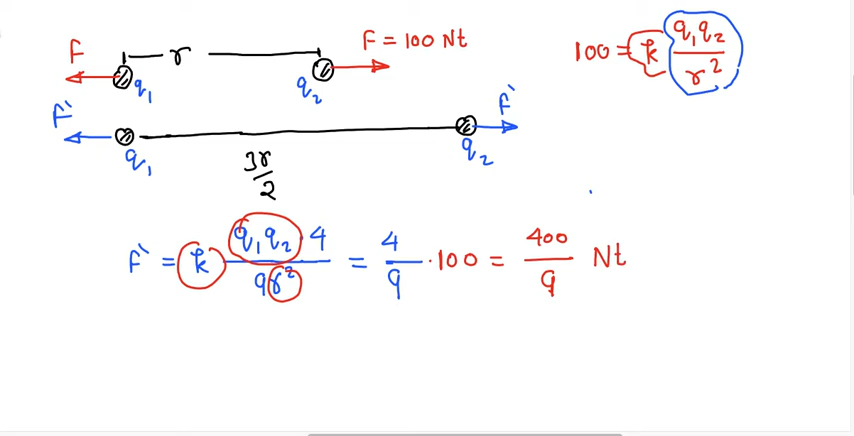 F r F = 100 Nt
q₁ q₂
100 = k q₁q₂/r²
F` F`
q₁ 3r/2 q₂
F` = k q₁q₂·4/9r² = 4/9 ·100 = 400/9 Nt